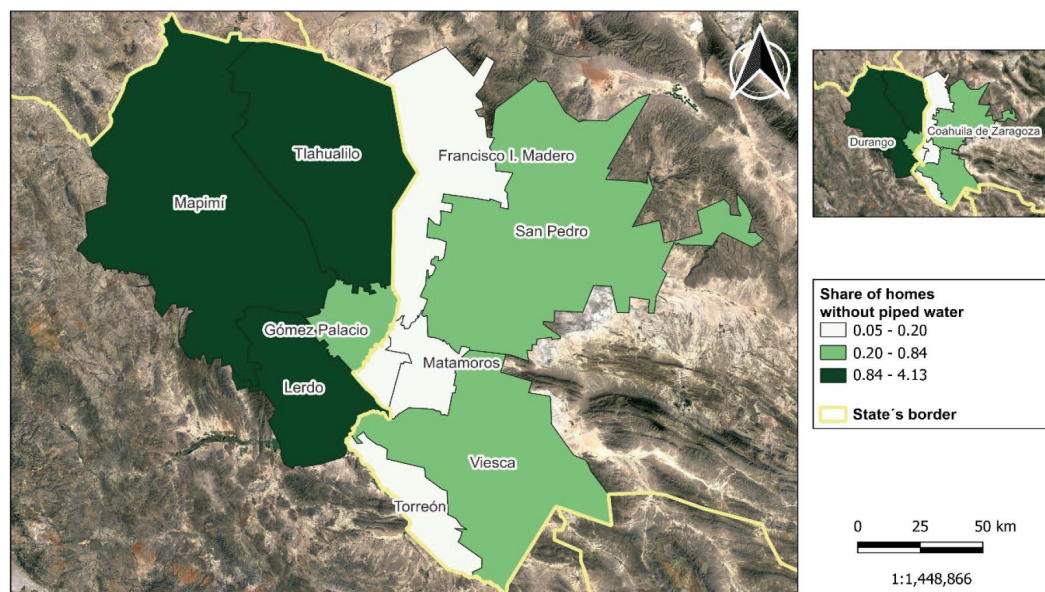 Tlahualilo
Francisco I. Madero
Mapimí
San Pedro
Gómez Palacio
Matamoros
Lerdo
Viesca
Torreón
Coahuila de Zaragoza
Durango
Share of homes
without piped water
0.05 - 0.20
0.20 - 0.84
0.84 - 4.13
State´s border
0 25 50 km
1:1,448,866